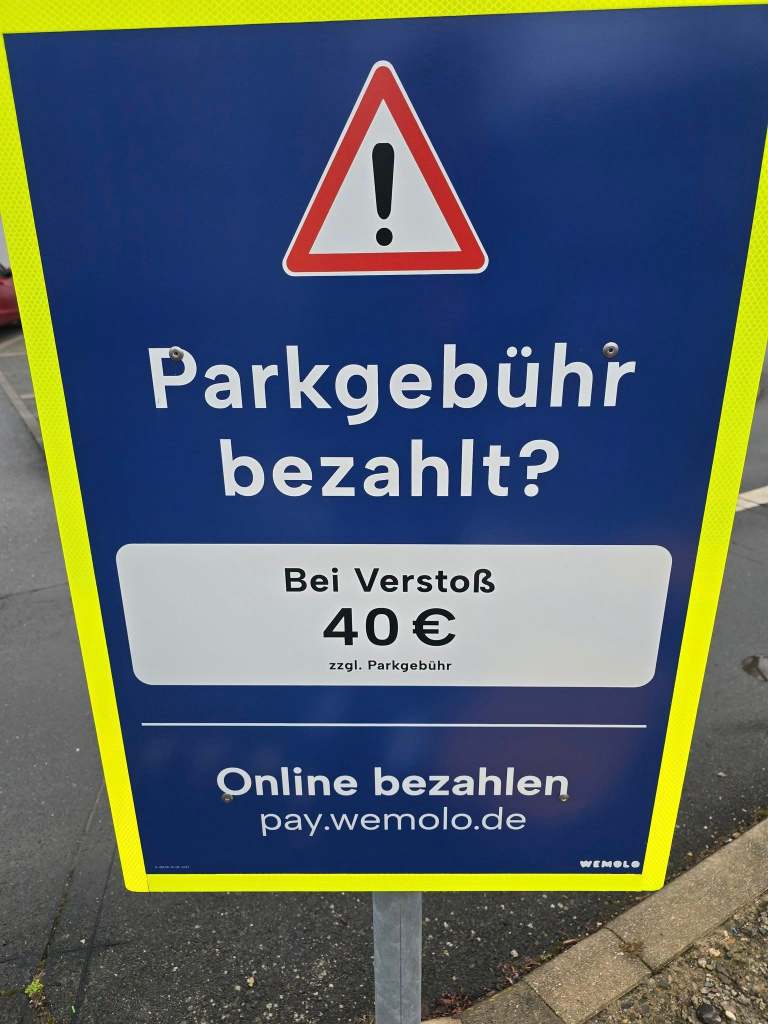 Parkgebühr
bezahlt?
Bei Verstoß
40 €
zzgl. Parkgebühr
Online bezahlen
pay.wemolo.de
WEMOLO